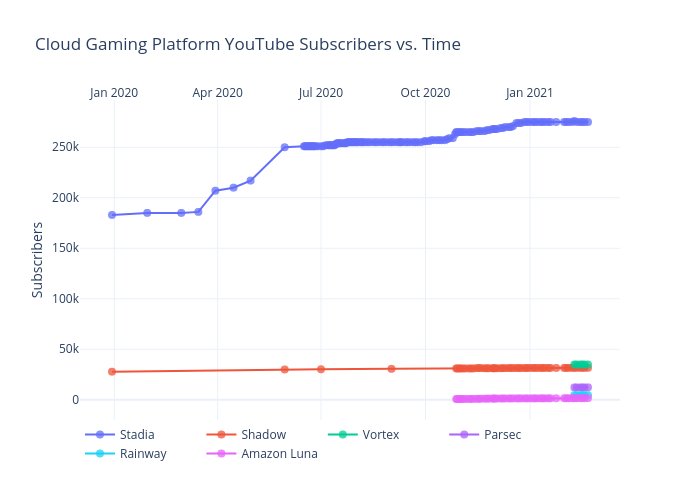 Cloud Gaming Platform YouTube Subscribers vs. Time
Jan 2020 Apr 2020 Jul 2020 Oct 2020 Jan 2021
250k
200k
150k
100k
50k
0
Subscribers
Stadia Shadow Vortex Parsec
Rainway Amazon Luna